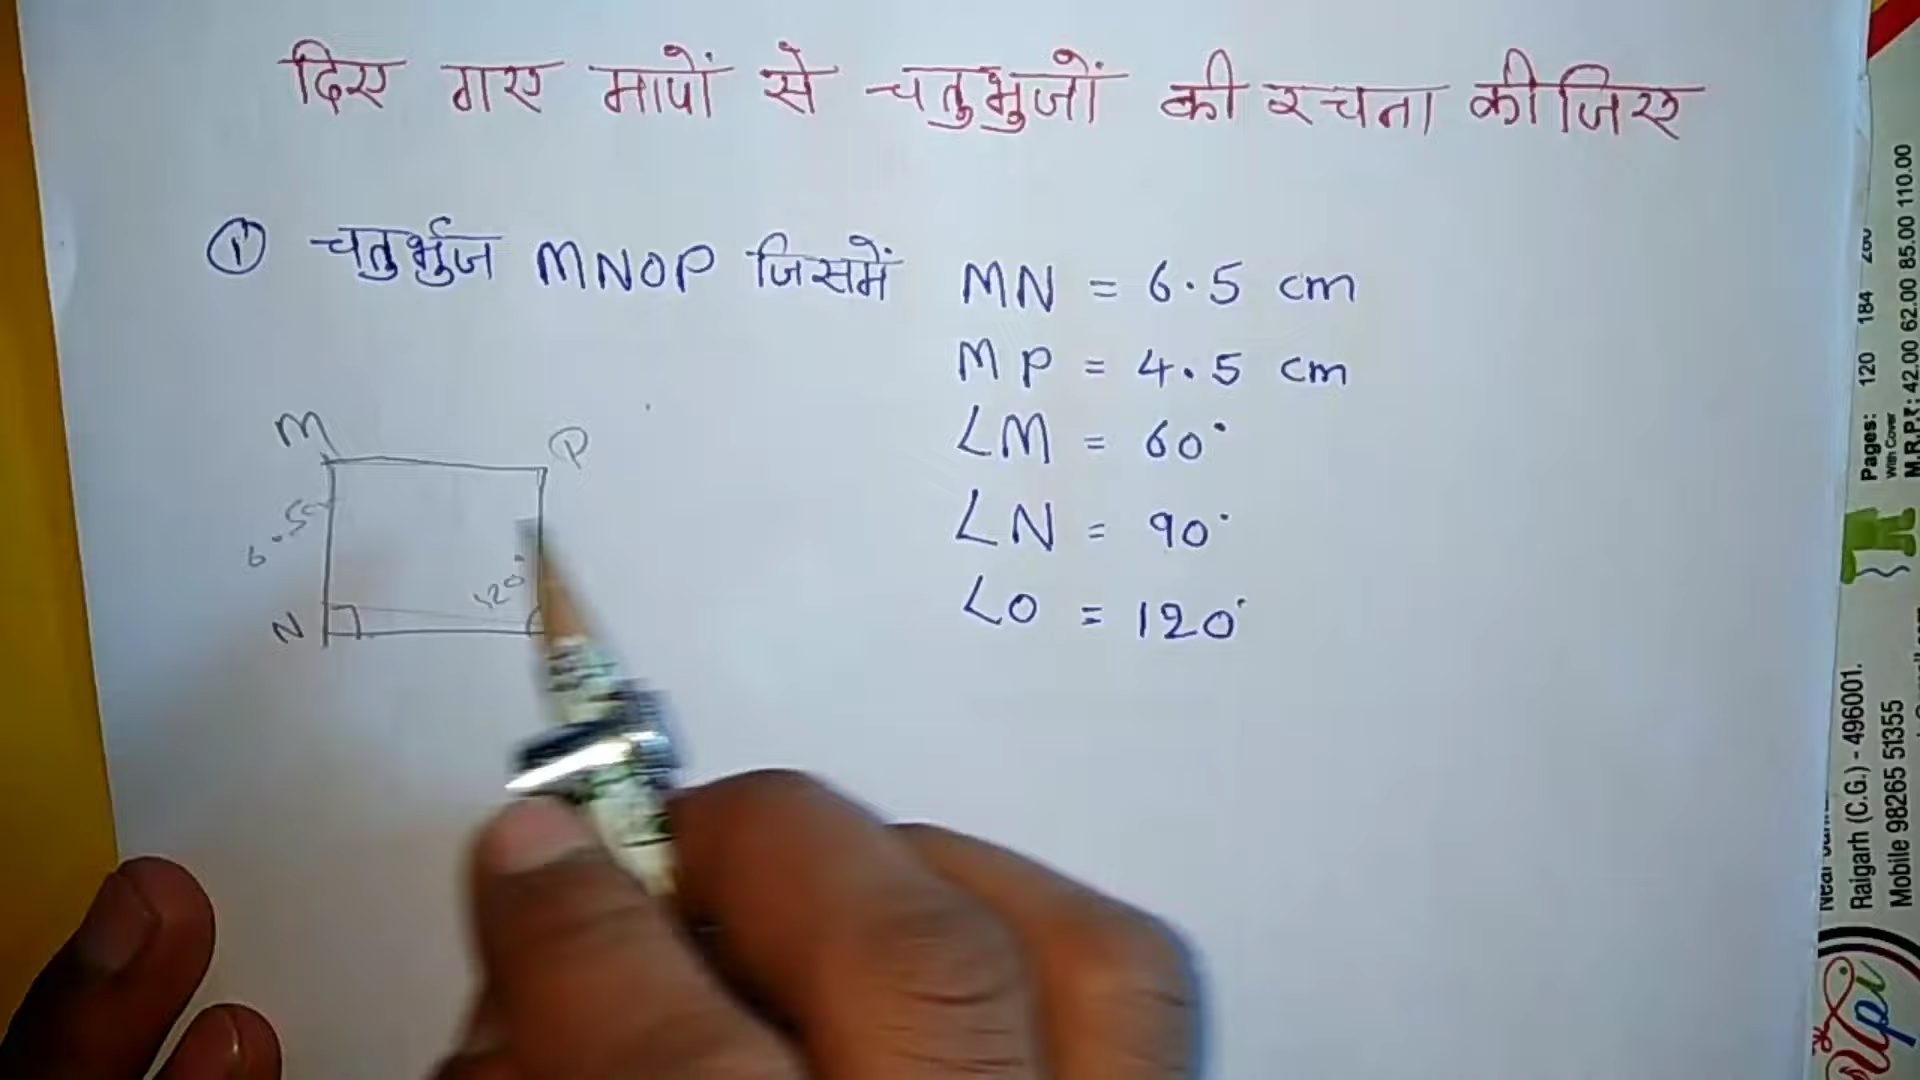 दिए गए मापों से चतुर्भुजों की रचना कीजिए
① चतुर्भुज MNOP जिसमें MN = 6.5 cm
MP = 4.5 cm
∠M = 60°
∠N = 90°
∠O = 120°
M
P
6.5
120°
N
Pages: 120 184 200
With Cover
M.R.P.₹: 42.00 62.00 85.00 110.00
Raigarh (C.G.) - 496001.
Mobile 98265 51355